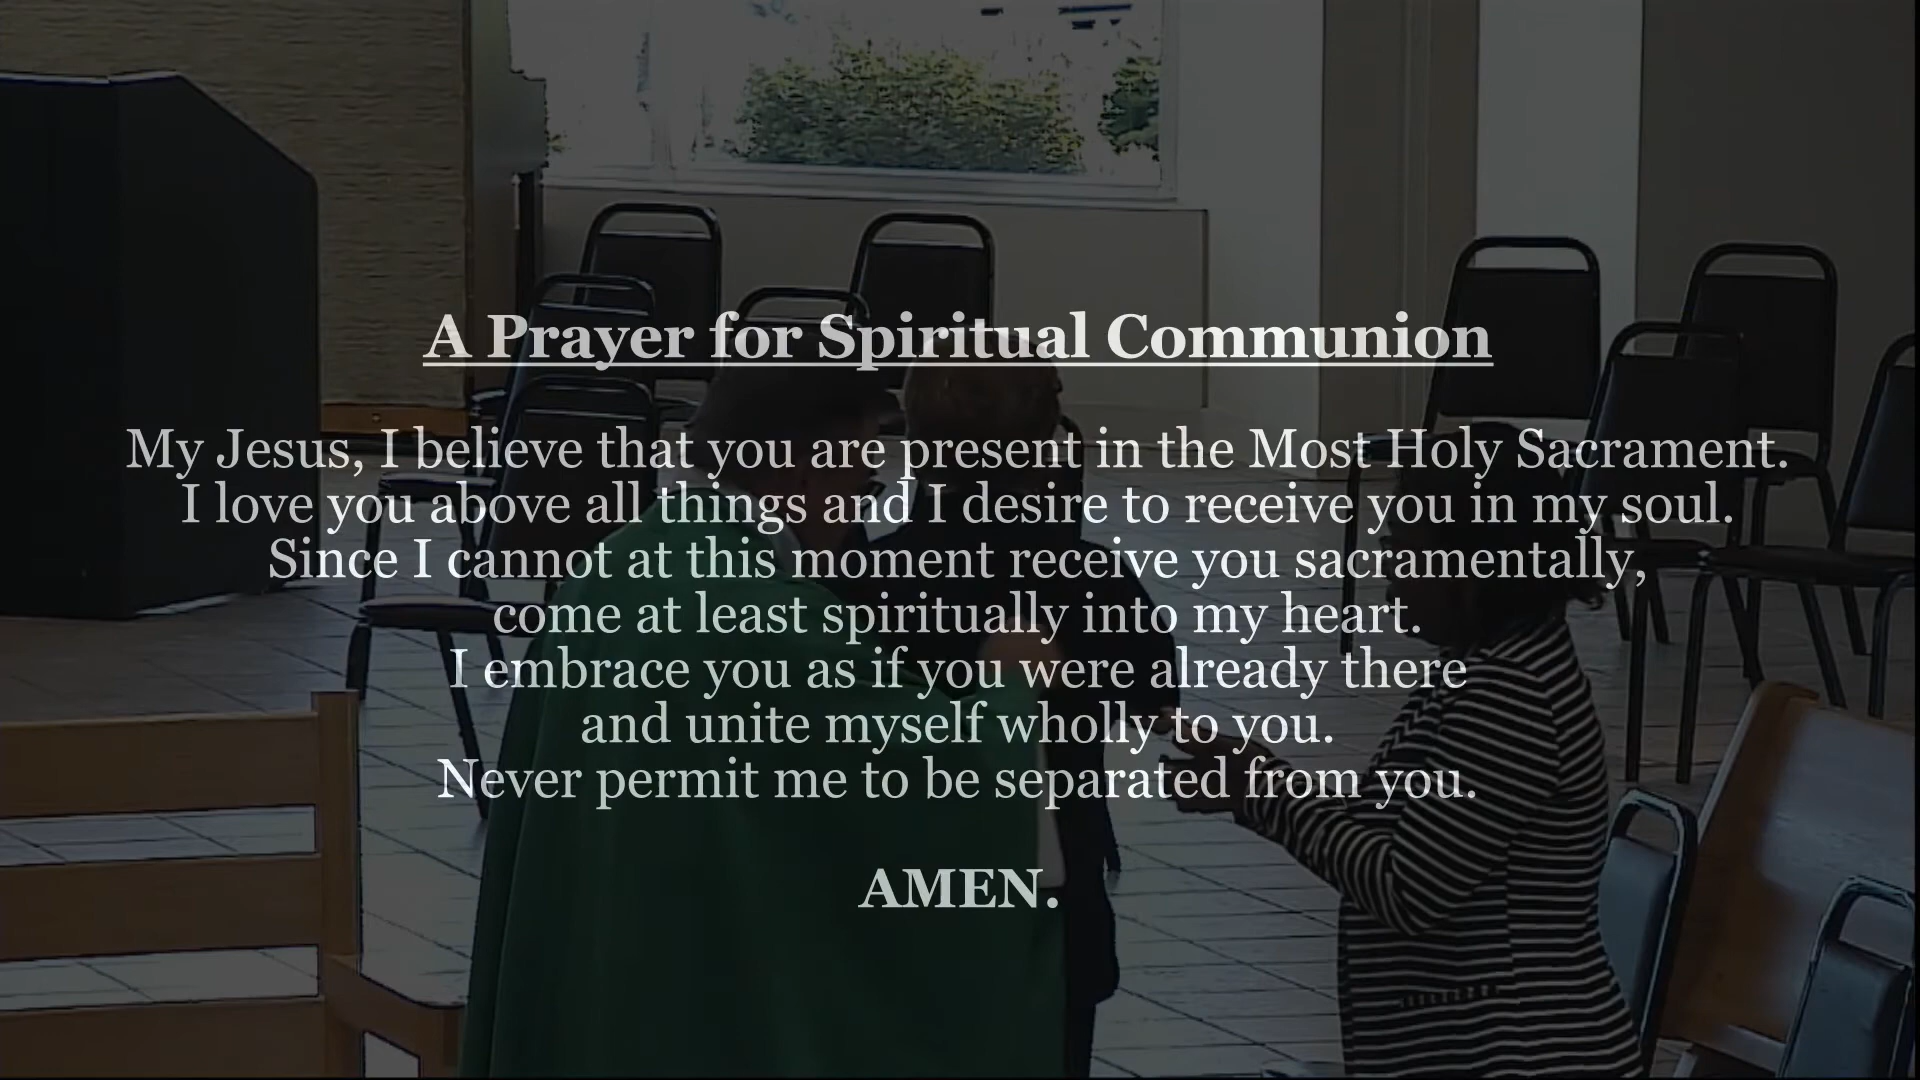 A Prayer for Spiritual Communion
My Jesus, I believe that you are present in the Most Holy Sacrament.
I love you above all things and I desire to receive you in my soul.
Since I cannot at this moment receive you sacramentally,
come at least spiritually into my heart.
I embrace you as if you were already there
and unite myself wholly to you.
Never permit me to be separated from you.
AMEN.